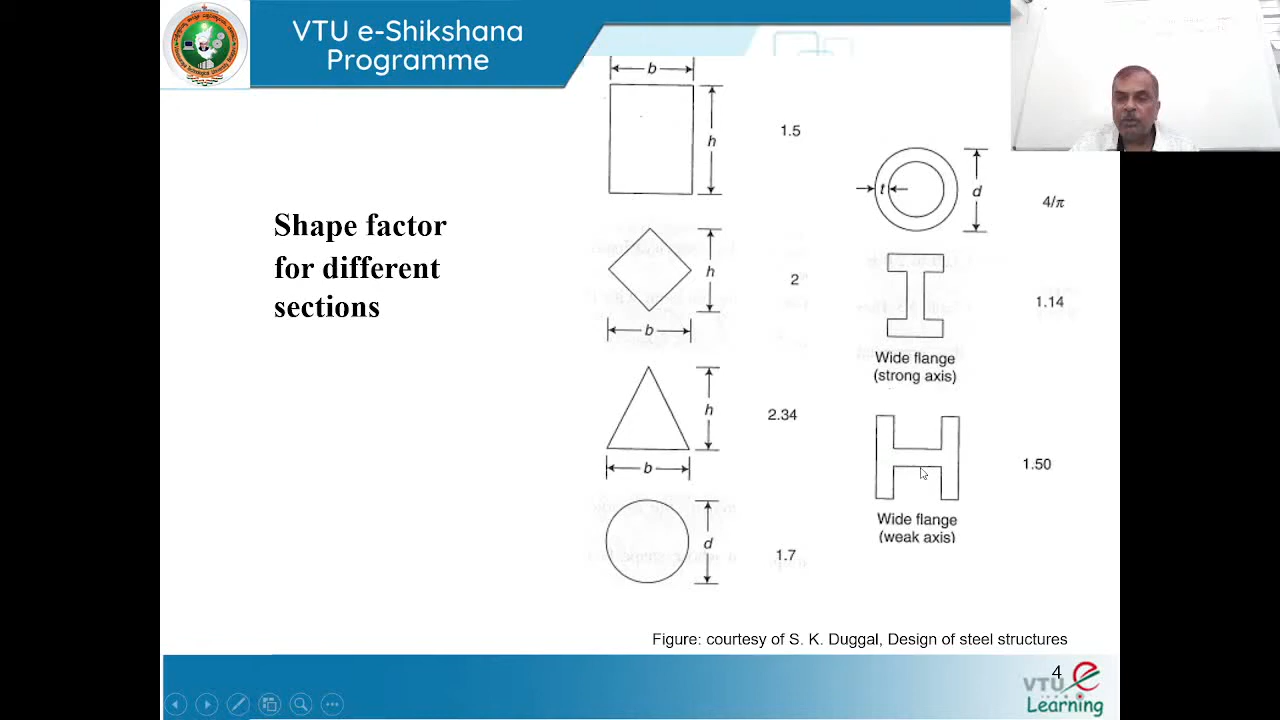 VTU e-Shikshana
Programme
Shape factor
for different
sections
b
h
1.5
h
b
2
h
b
2.34
d
1.7
t
d
4/π
1.14
Wide flange
(strong axis)
1.50
Wide flange
(weak axis)
Figure: courtesy of S. K. Duggal, Design of steel structures
4
VTU e
Learning